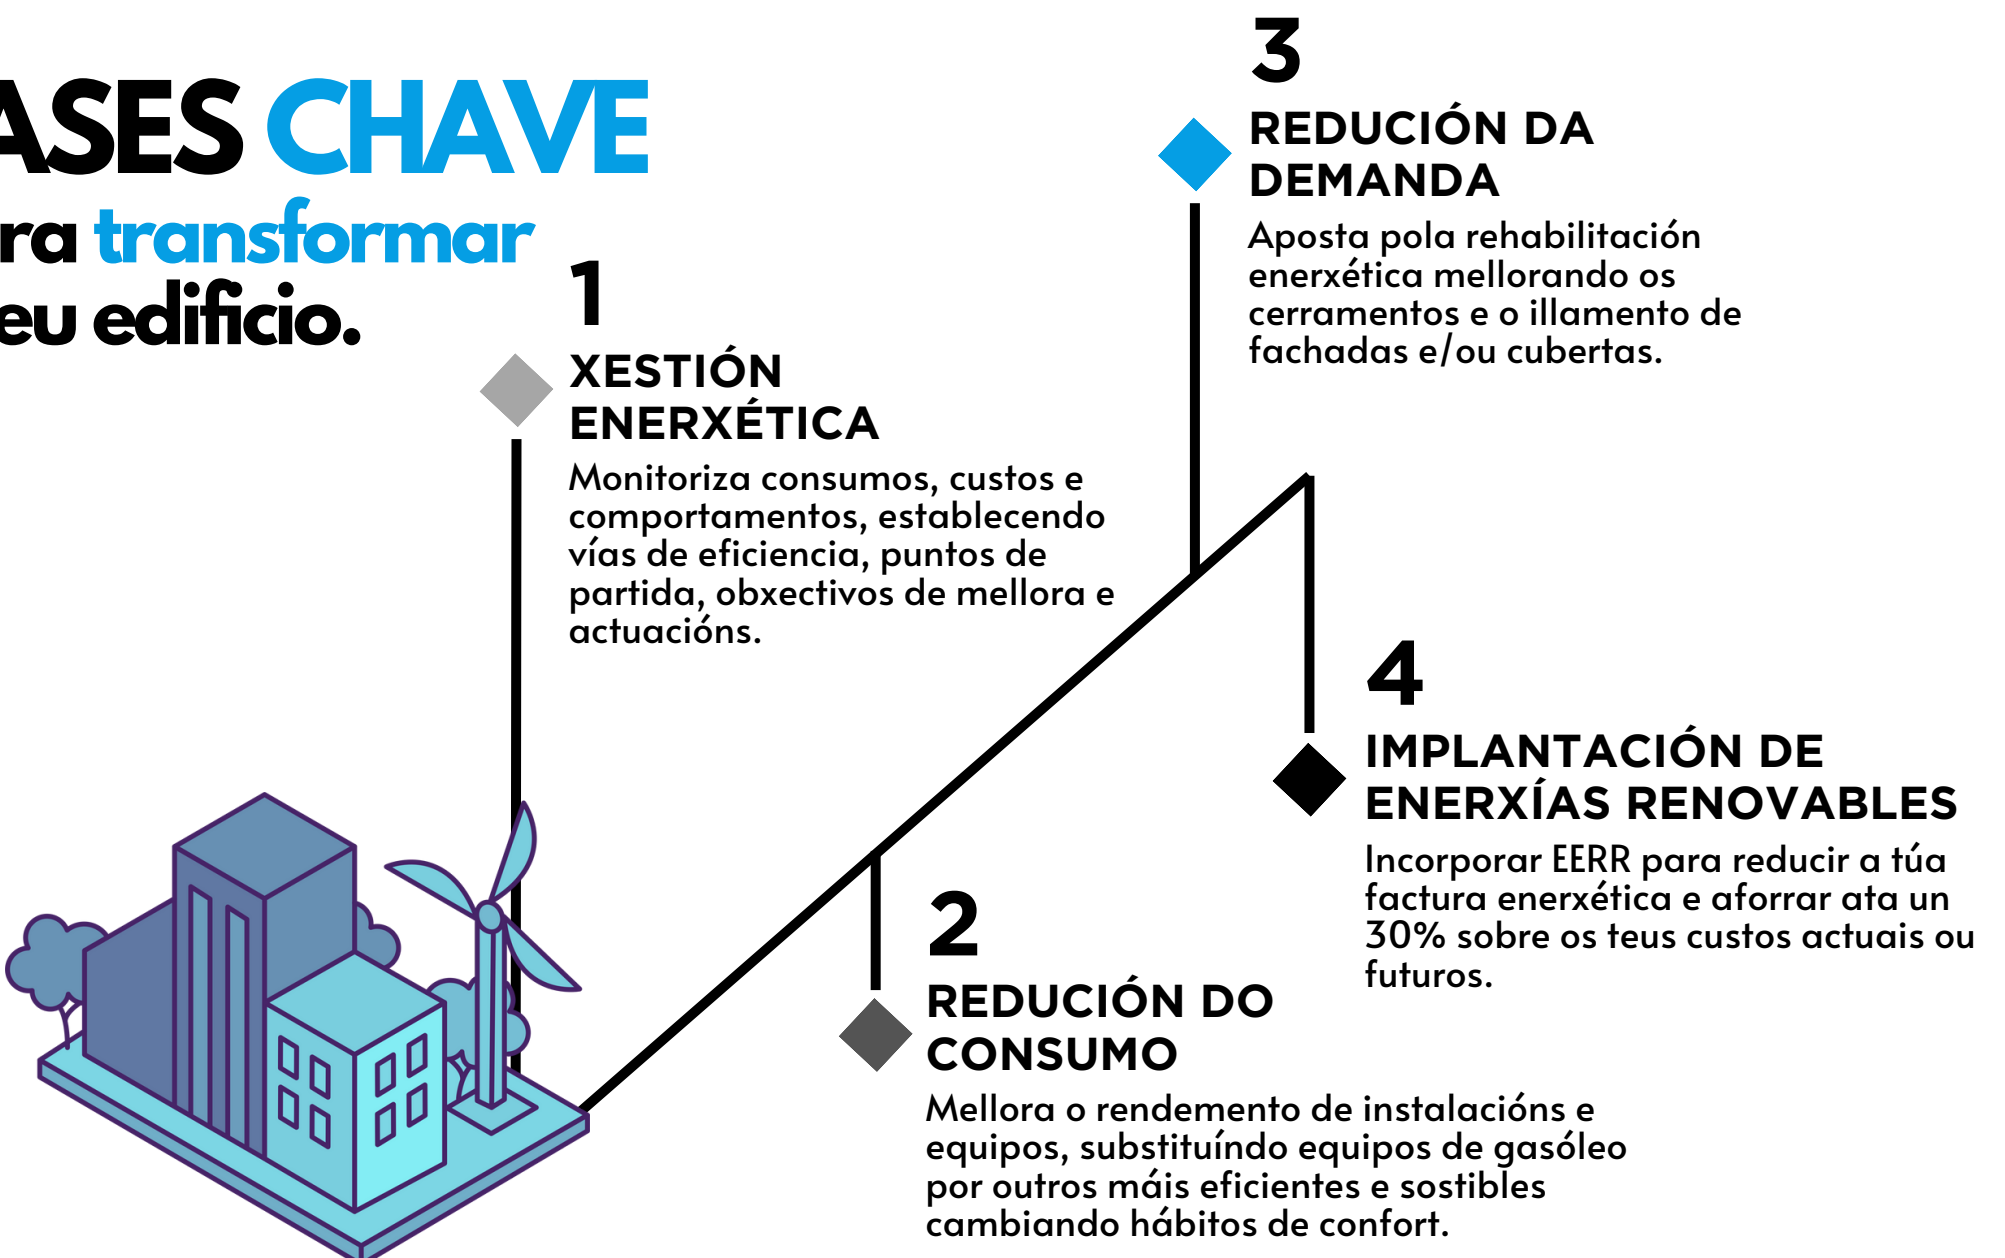 ASES CHAVE
ra transformar
eu edificio.
1
XESTIÓN
ENERXÉTICA
Monitoriza consumos, custos e
comportamentos, establecendo
vías de eficiencia, puntos de
partida, obxectivos de mellora e
actuacións.
2
REDUCIÓN DO
CONSUMO
Mellora o rendemento de instalacións e
equipos, substituíndo equipos de gasóleo
por outros máis eficientes e sostibles
cambiando hábitos de confort.
3
REDUCIÓN DA
DEMANDA
Aposta pola rehabilitación
enerxética mellorando os
cerramentos e o illamento de
fachadas e/ou cubertas.
4
IMPLANTACIÓN DE
ENERXÍAS RENOVABLES
Incorporar EERR para reducir a túa
factura enerxética e aforrar ata un
30% sobre os teus custos actuais ou
futuros.